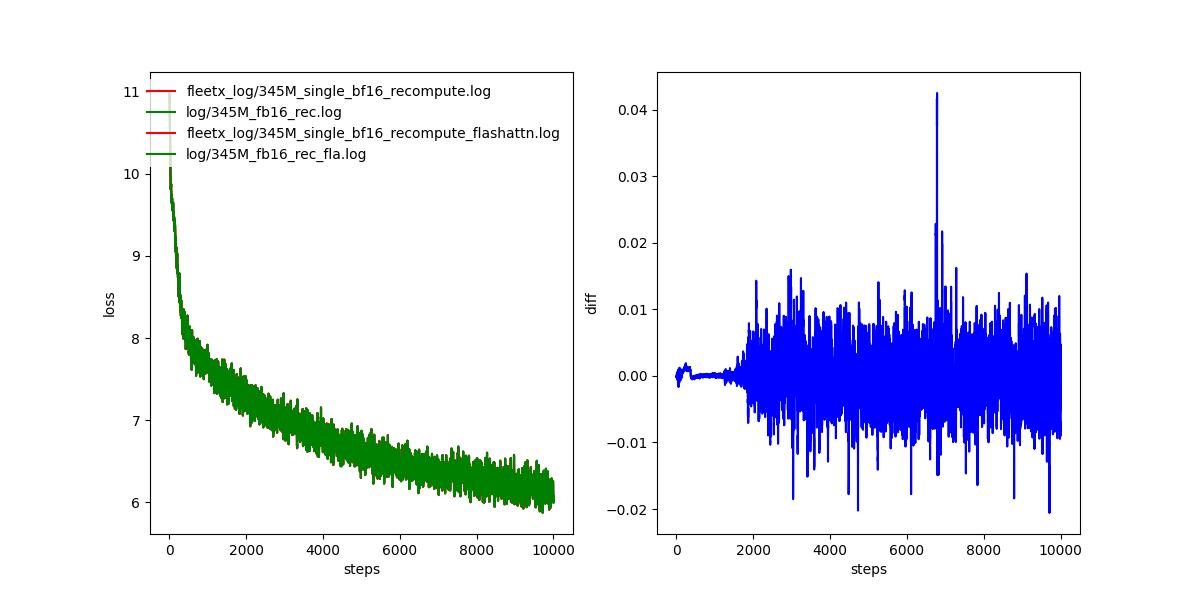 fleetx_log/345M_single_bf16_recompute.log
log/345M_fb16_rec.log
fleetx_log/345M_single_bf16_recompute_flashattn.log
log/345M_fb16_rec_fla.log
11
10
9
8
7
6
loss
0 2000 4000 6000 8000 10000
steps
0.04
0.03
0.02
0.01
0.00
−0.01
−0.02
diff
0 2000 4000 6000 8000 10000
steps